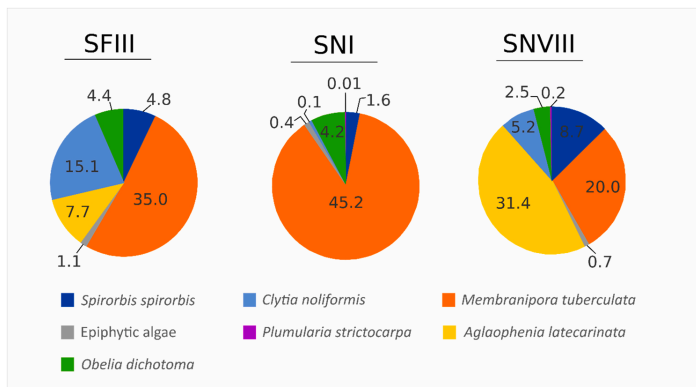 SFIII SNI SNVIII
0.01
4.4 4.8 0.1 1.6 2.5 0.2
0.4 4.2 5.2
15.1 35.0 45.2 31.4 20.0
7.7
1.1 0.7
Spirorbis spirorbis Clytia noliformis Membranipora tuberculata
Epiphytic algae Plumularia strictocarpa Aglaophenia latecarinata
Obelia dichotoma